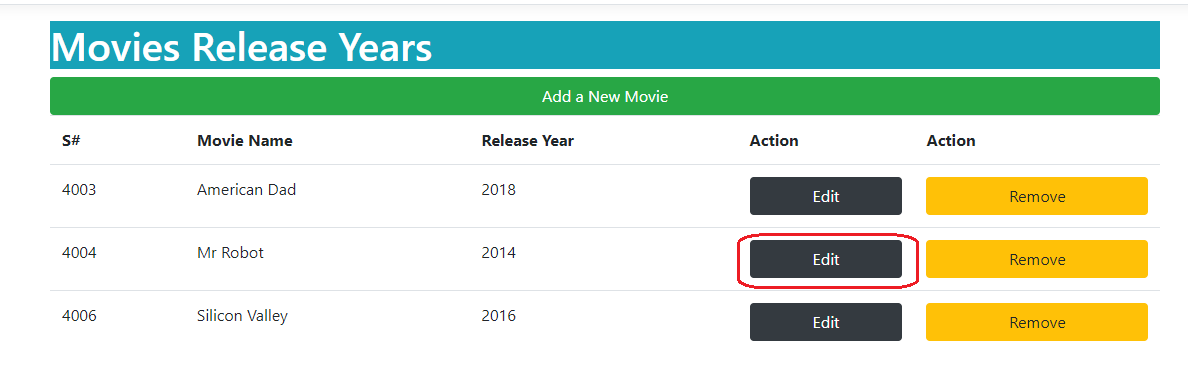 Movies Release Years
Add a New Movie
S# Movie Name Release Year Action Action
4003 American Dad 2018 Edit Remove
4004 Mr Robot 2014 Edit Remove
4006 Silicon Valley 2016 Edit Remove